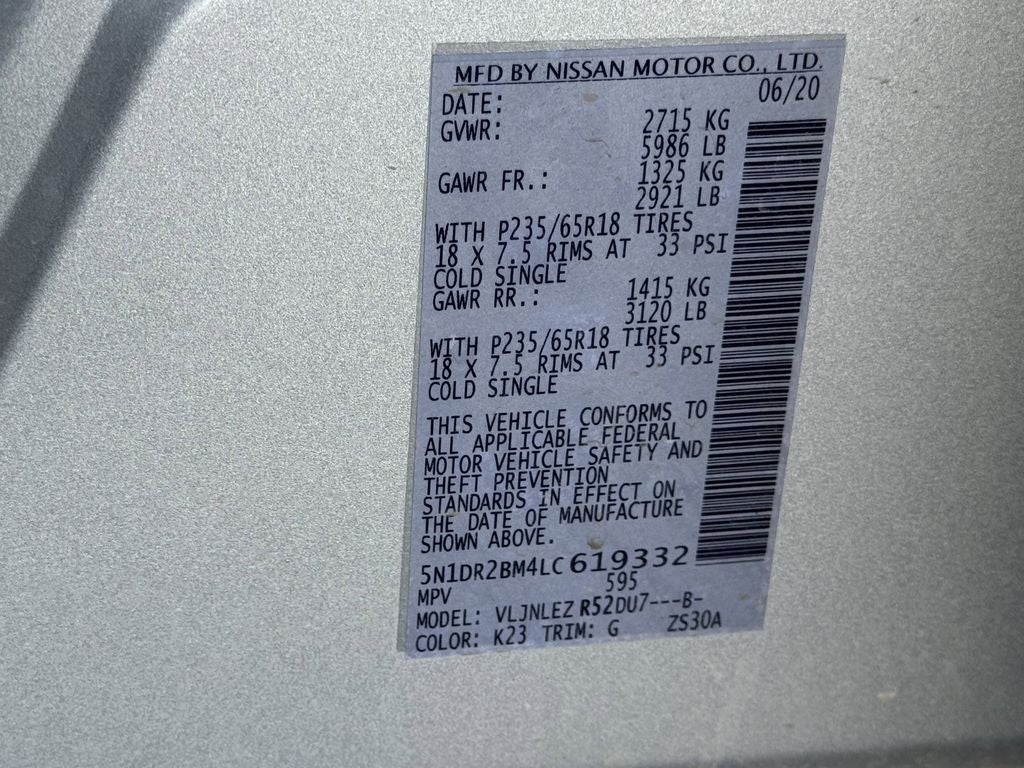 MFD BY NISSAN MOTOR CO., LTD.
DATE: 06/20
GVWR: 2715 KG
5986 LB
GAWR FR.: 1325 KG
2921 LB
WITH P235/65R18 TIRES
18 X 7.5 RIMS AT 33 PSI
COLD SINGLE
GAWR RR.: 1415 KG
3120 LB
WITH P235/65R18 TIRES
18 X 7.5 RIMS AT 33 PSI
COLD SINGLE
THIS VEHICLE CONFORMS TO
ALL APPLICABLE FEDERAL
MOTOR VEHICLE SAFETY AND
THEFT PREVENTION
STANDARDS IN EFFECT ON
THE DATE OF MANUFACTURE
SHOWN ABOVE.
5N1DR2BM4LC619332
MPV 595
MODEL: VLJNLEZ R52DU7---B-
COLOR: K23 TRIM: G ZS30A